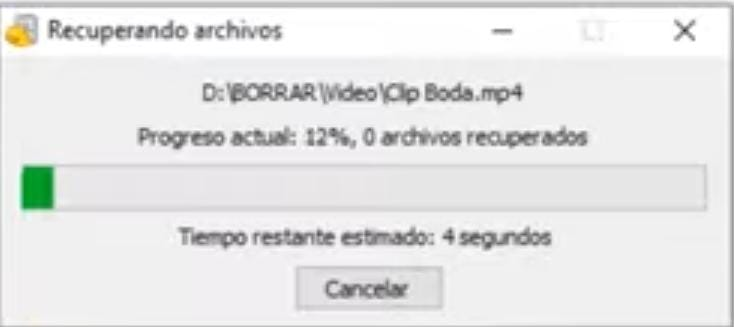 Recuperando archivos
D:\BORRAR\Video\Clip Boda.mp4
Progreso actual: 12%, 0 archivos recuperados
Tiempo restante estimado: 4 segundos
Cancelar